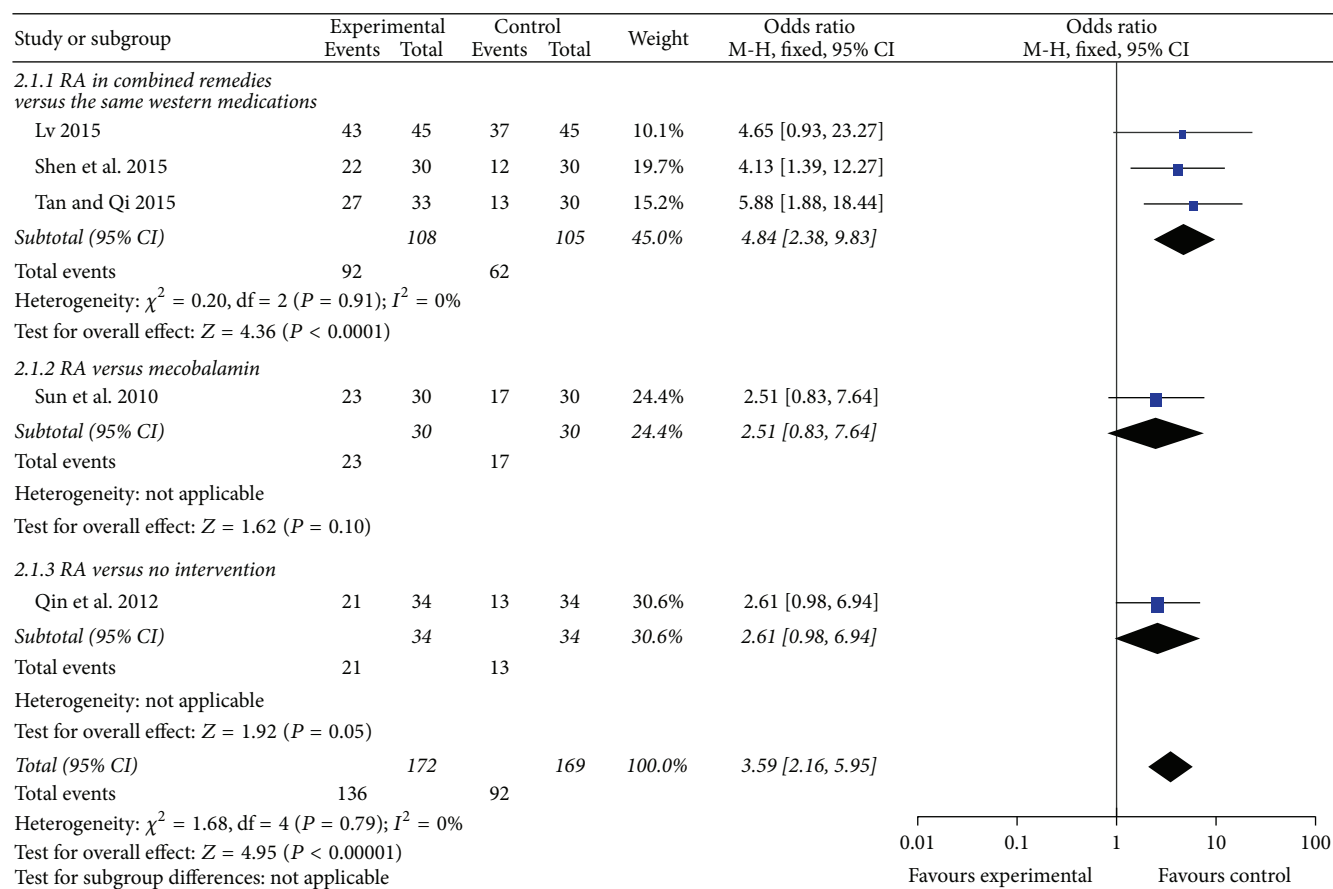 Study or subgroup Experimental Control Weight Odds ratio Odds ratio
Events Total Events Total M-H, fixed, 95% CI M-H, fixed, 95% CI
2.1.1 RA in combined remedies
versus the same western medications
Lv 2015 43 45 37 45 10.1% 4.65 [0.93, 23.27]
Shen et al. 2015 22 30 12 30 19.7% 4.13 [1.39, 12.27]
Tan and Qi 2015 27 33 13 30 15.2% 5.88 [1.88, 18.44]
Subtotal (95% CI) 108 105 45.0% 4.84 [2.38, 9.83]
Total events 92 62
Heterogeneity: χ² = 0.20, df = 2 (P = 0.91); I² = 0%
Test for overall effect: Z = 4.36 (P < 0.0001)
2.1.2 RA versus mecobalamin
Sun et al. 2010 23 30 17 30 24.4% 2.51 [0.83, 7.64]
Subtotal (95% CI) 30 30 24.4% 2.51 [0.83, 7.64]
Total events 23 17
Heterogeneity: not applicable
Test for overall effect: Z = 1.62 (P = 0.10)
2.1.3 RA versus no intervention
Qin et al. 2012 21 34 13 34 30.6% 2.61 [0.98, 6.94]
Subtotal (95% CI) 34 34 30.6% 2.61 [0.98, 6.94]
Total events 21 13
Heterogeneity: not applicable
Test for overall effect: Z = 1.92 (P = 0.05)
Total (95% CI) 172 169 100.0% 3.59 [2.16, 5.95]
Total events 136 92
Heterogeneity: χ² = 1.68, df = 4 (P = 0.79); I² = 0%
Test for overall effect: Z = 4.95 (P < 0.00001)
Test for subgroup differences: not applicable
0.01 0.1 1 10 100
Favours experimental Favours control